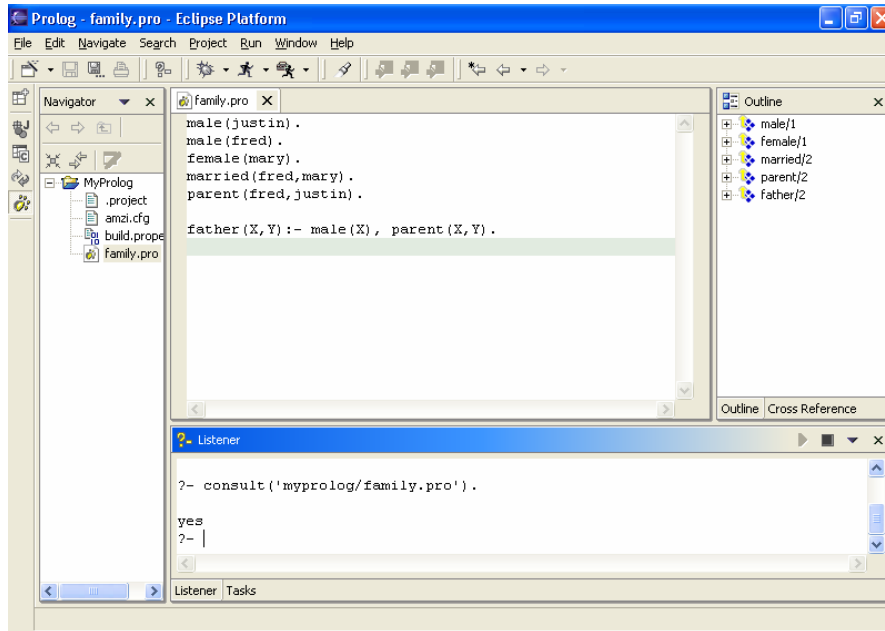 Prolog - family.pro - Eclipse Platform
File Edit Navigate Search Project Run Window Help
Navigator
family.pro
Outline
male(justin).
male(fred).
female(mary).
married(fred,mary).
parent(fred,justin).
father(X,Y):- male(X), parent(X,Y).
MyProlog
.project
amzi.cfg
build.prope
family.pro
male/1
female/1
married/2
parent/2
father/2
Outline Cross Reference
?- Listener
?- consult('myprolog/family.pro').
yes
?-
Listener Tasks